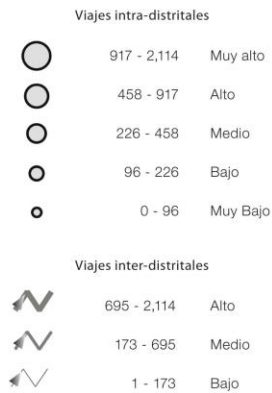 Viajes intra-distritales
917 - 2,114 Muy alto
458 - 917 Alto
226 - 458 Medio
96 - 226 Bajo
0 - 96 Muy Bajo
Viajes inter-distritales
695 - 2,114 Alto
173 - 695 Medio
1 - 173 Bajo